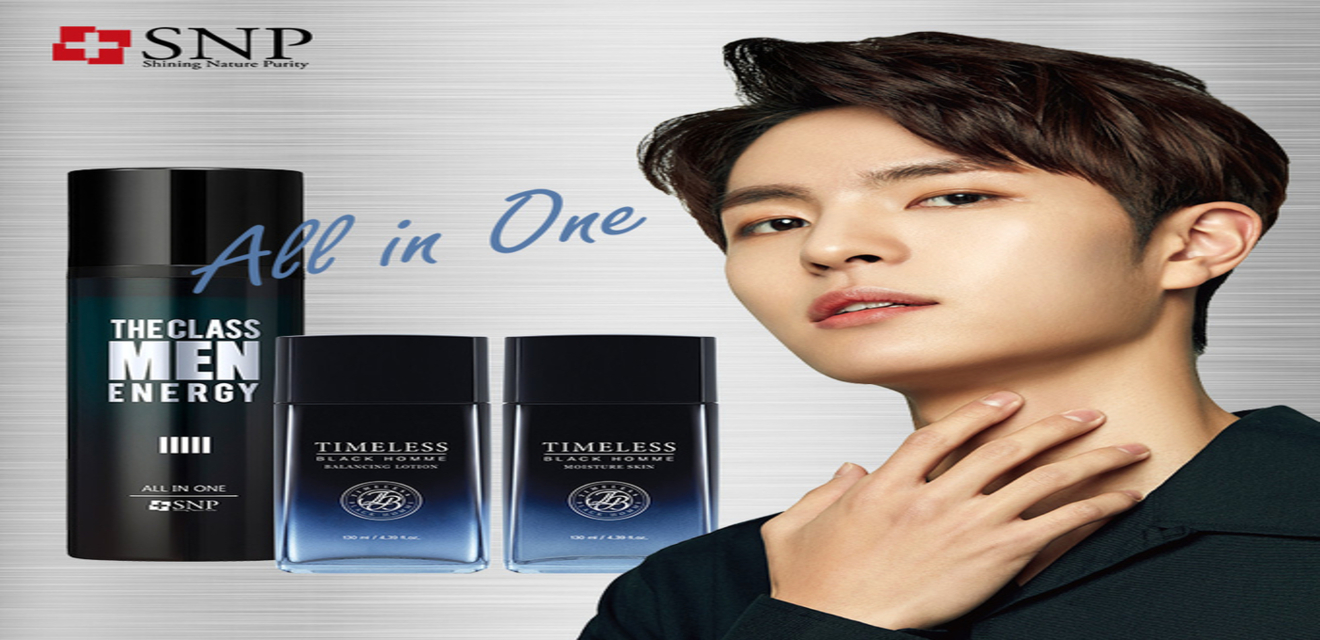 SNP
Shining Nature Purity
All in One
THE CLASS
MEN
ENERGY
ALL IN ONE
SNP
TIMELESS
BLACK HOMME
BALANCING LOTION
130 ml / 4.39 fl.oz.
TIMELESS
BLACK HOMME
MOISTURE SKIN
130 ml / 4.39 fl.oz.